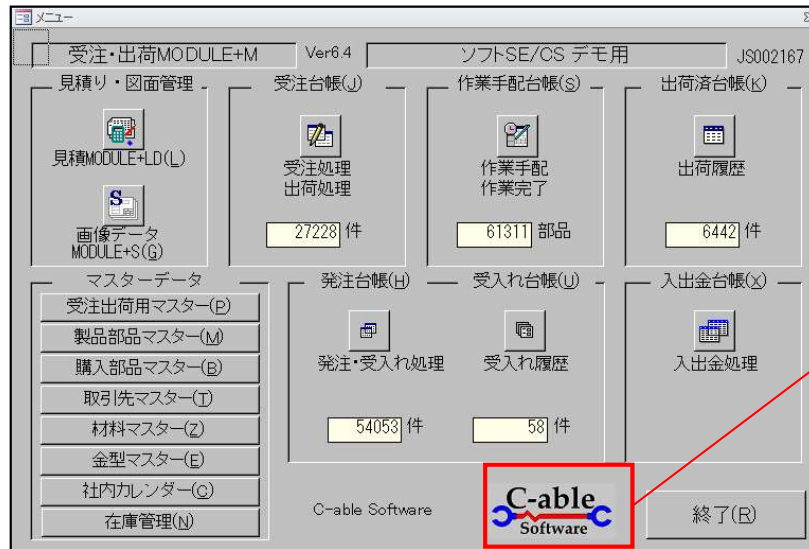 メニュー
受注・出荷MODULE+M Ver6.4 ソフトSE/CS デモ用 JS002167
見積り・図面管理 受注台帳(J) 作業手配台帳(S) 出荷済台帳(K)
見積MODULE+LD(L)
受注処理
出荷処理
作業手配
作業完了
出荷履歴
S
画像データ
MODULE+S(G)
27228 件 61311 部品 6442 件
マスターデータ 発注台帳(H) 受入れ台帳(U) 入出金台帳(X)
受注出荷用マスター(P)
製品部品マスター(M)
購入部品マスター(B)
取引先マスター(T)
材料マスター(Z)
金型マスター(E)
社内カレンダー(C)
在庫管理(N)
発注・受入れ処理 受入れ履歴 入出金処理
54053 件 58 件
C-able Software
C-able
Software
終了(R)